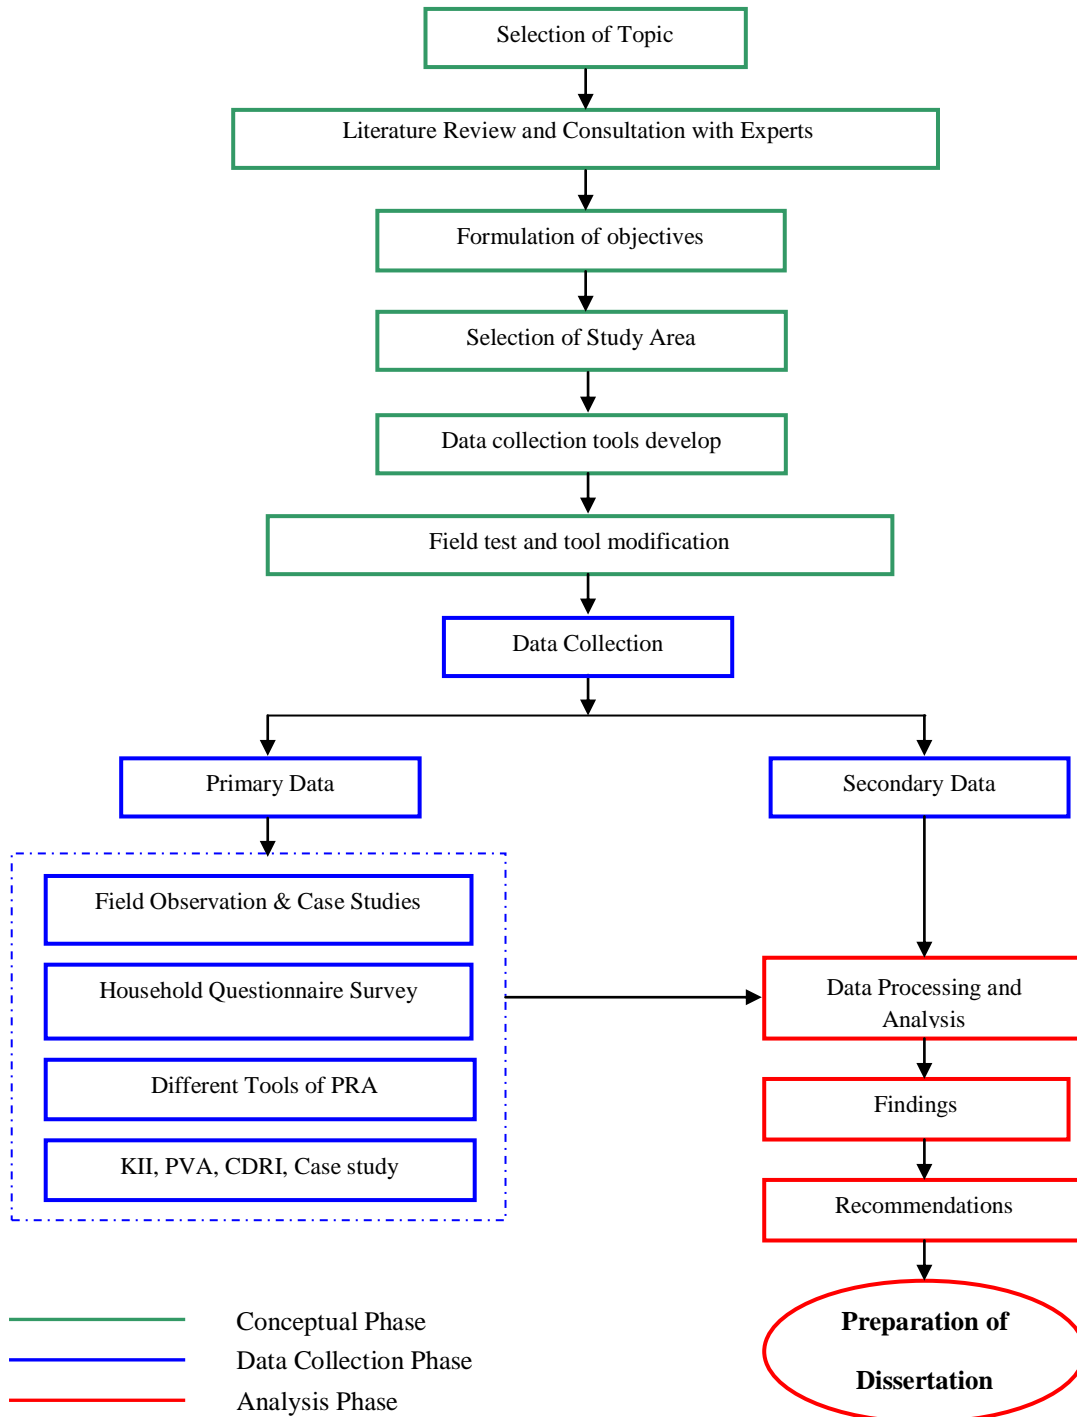 Selection of Topic
Literature Review and Consultation with Experts
Formulation of objectives
Selection of Study Area
Data collection tools develop
Field test and tool modification
Data Collection
Primary Data
Secondary Data
Field Observation & Case Studies
Household Questionnaire Survey
Different Tools of PRA
KII, PVA, CDRI, Case study
Data Processing and
Analysis
Findings
Recommendations
Preparation of
Dissertation
Conceptual Phase
Data Collection Phase
Analysis Phase